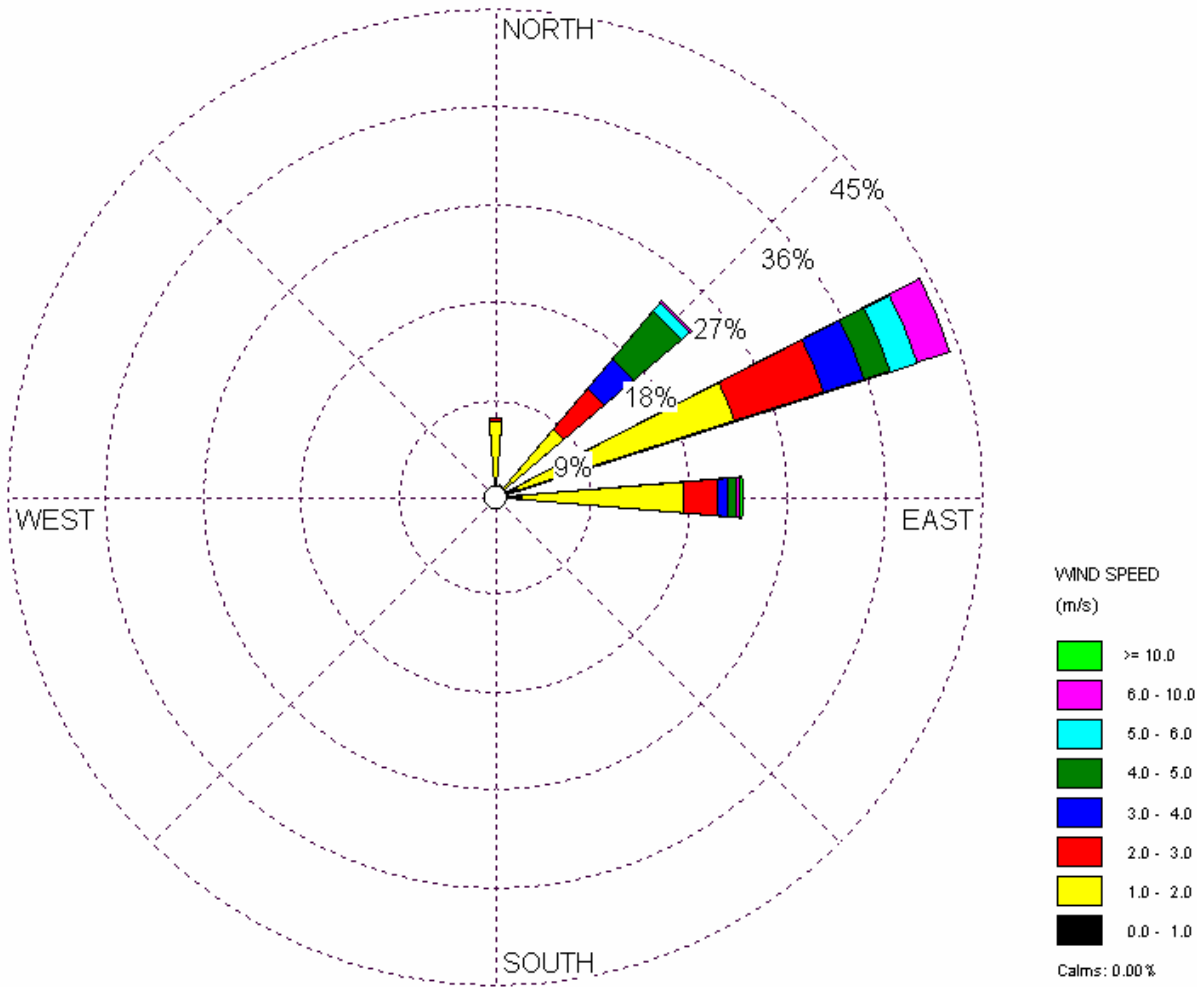 NORTH
45%
36%
27%
18%
9%
WEST
EAST
SOUTH
WIND SPEED
(m/s)
>= 10.0
6.0 - 10.0
5.0 - 6.0
4.0 - 5.0
3.0 - 4.0
2.0 - 3.0
1.0 - 2.0
0.0 - 1.0
Calms: 0.00%